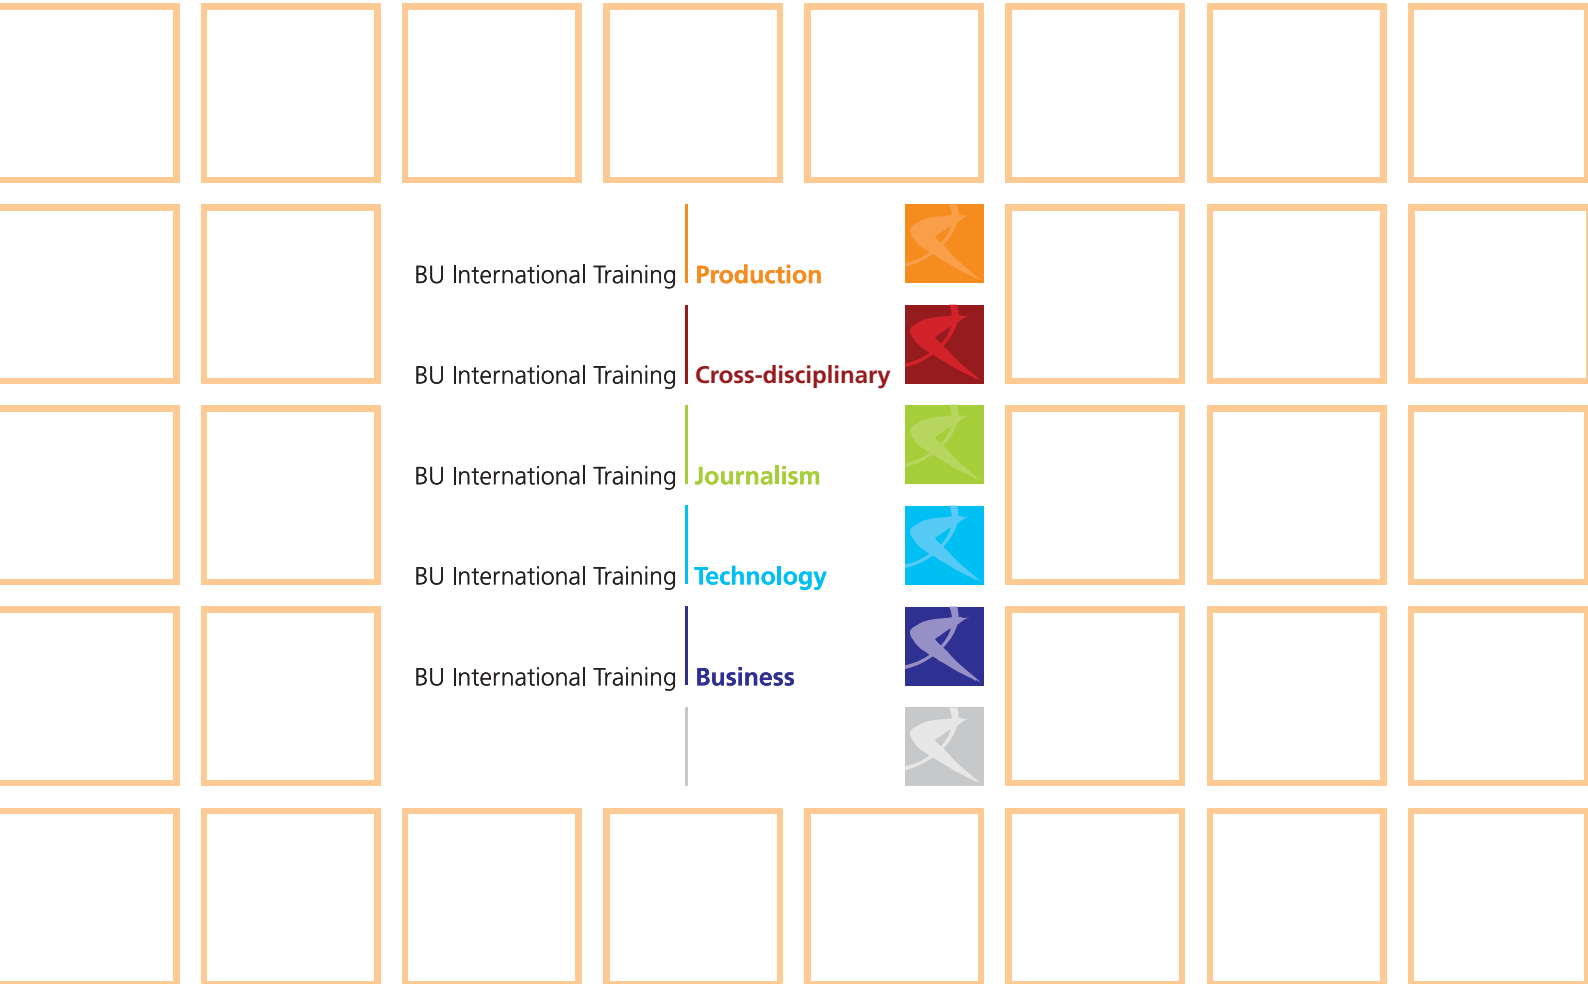 BU International Training Production
BU International Training Cross-disciplinary
BU International Training Journalism
BU International Training Technology
BU International Training Business